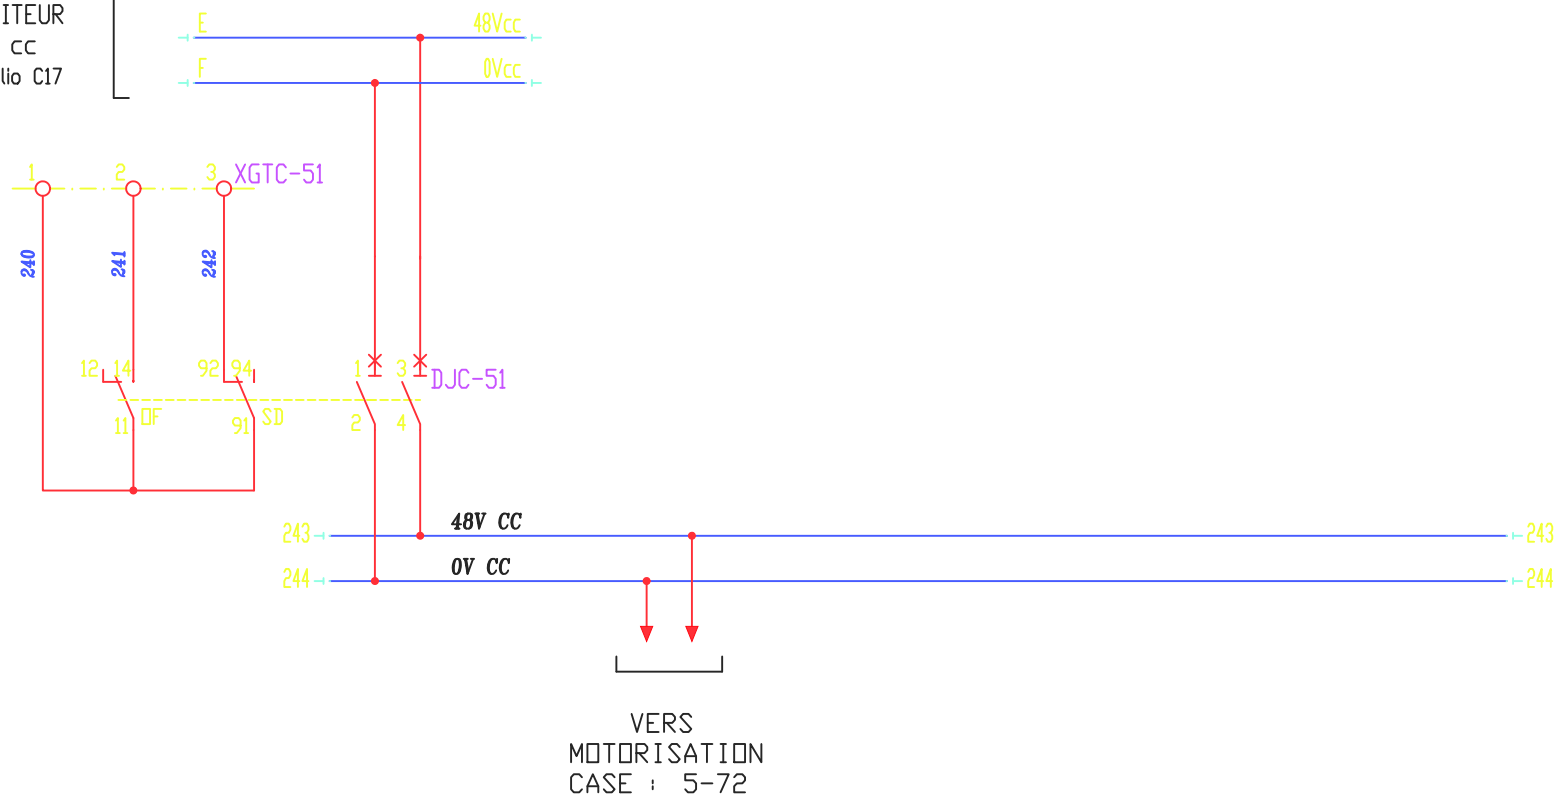 ITEUR
cc
lio C17
E 48Vcc
F 0Vcc
1 2 3 XGTC-51
240 241 242
12 14 92 94 1 3 DJC-51
11 OF 91 SD 2 4
243 48V CC 243
244 0V CC 244
VERS
MOTORISATION
CASE : 5-72